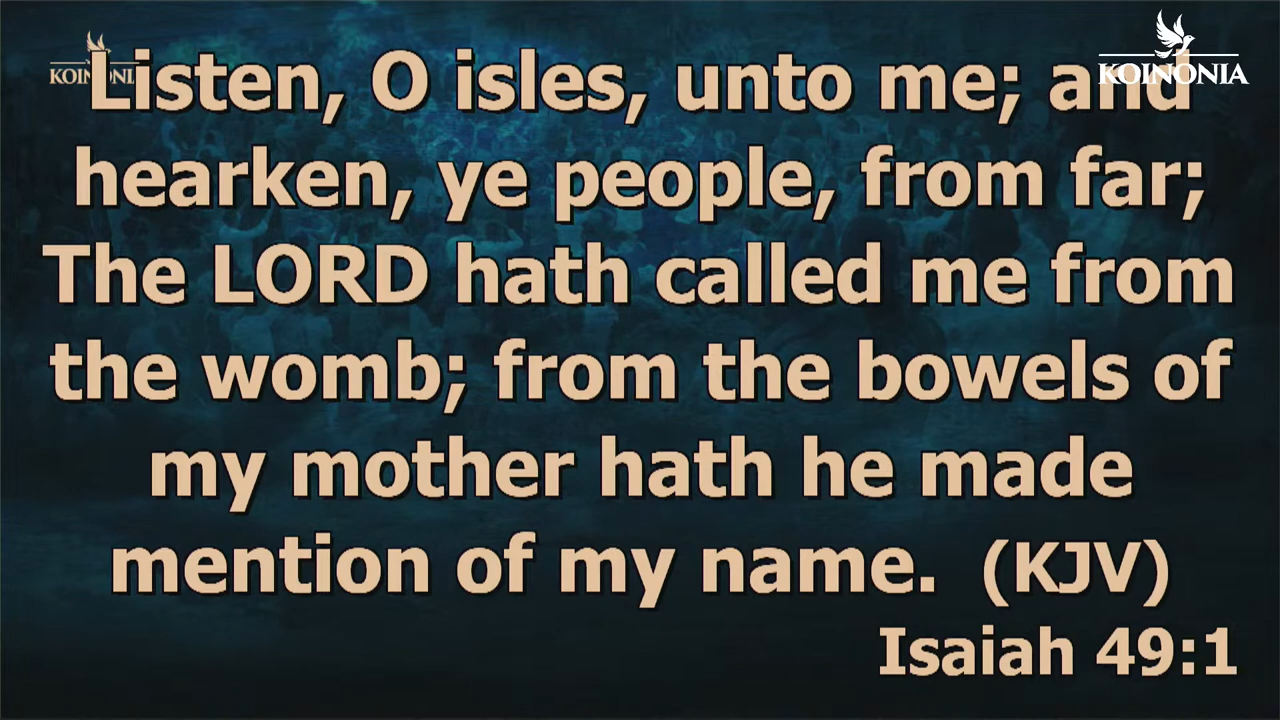 KOINONIA
KOINONIA
Listen, O isles, unto me; and
hearken, ye people, from far;
The LORD hath called me from
the womb; from the bowels of
my mother hath he made
mention of my name. (KJV)
Isaiah 49:1